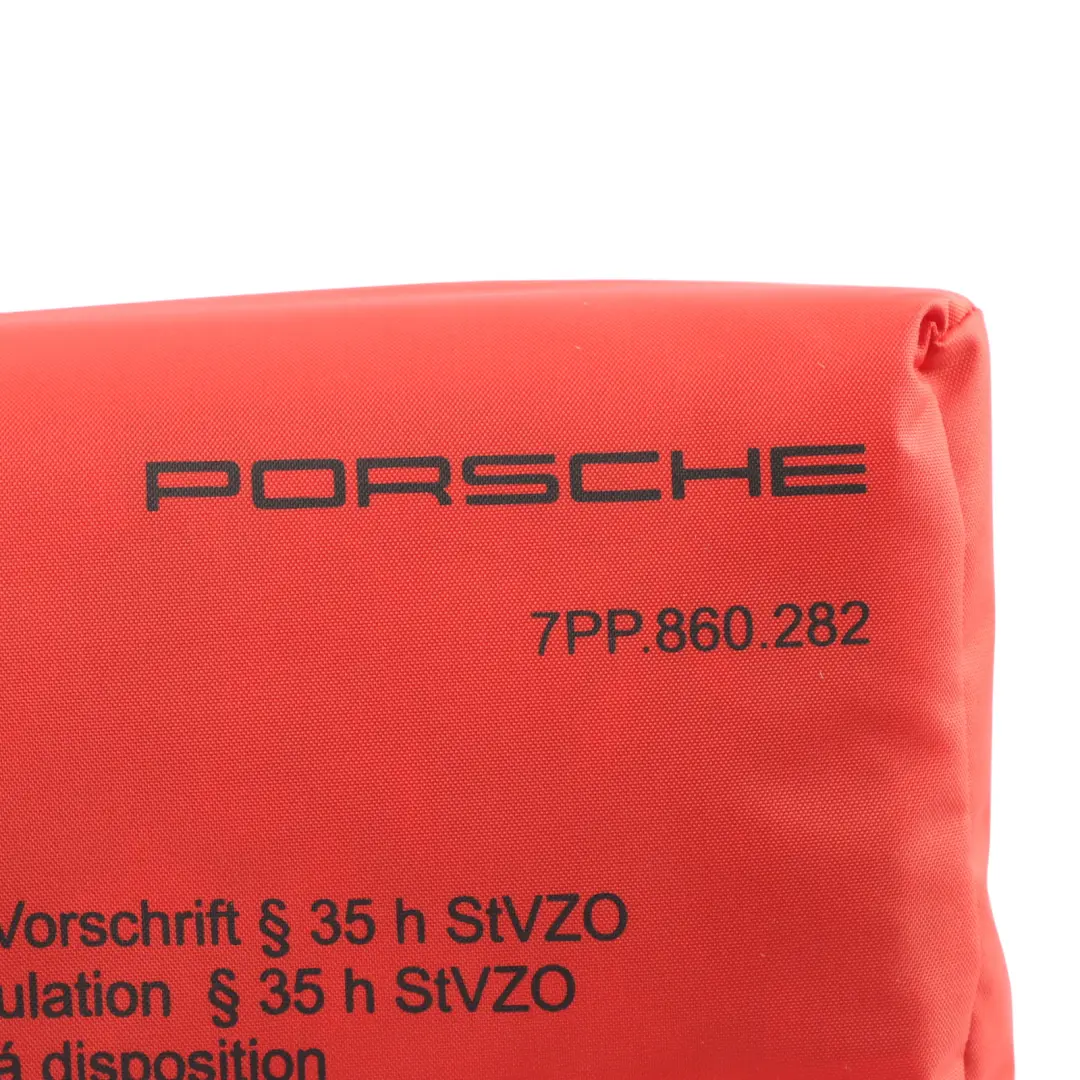 PORSCHE
7PP.860.282
Vorschrift § 35 h StVZO
ulation § 35 h StVZO
á disposition